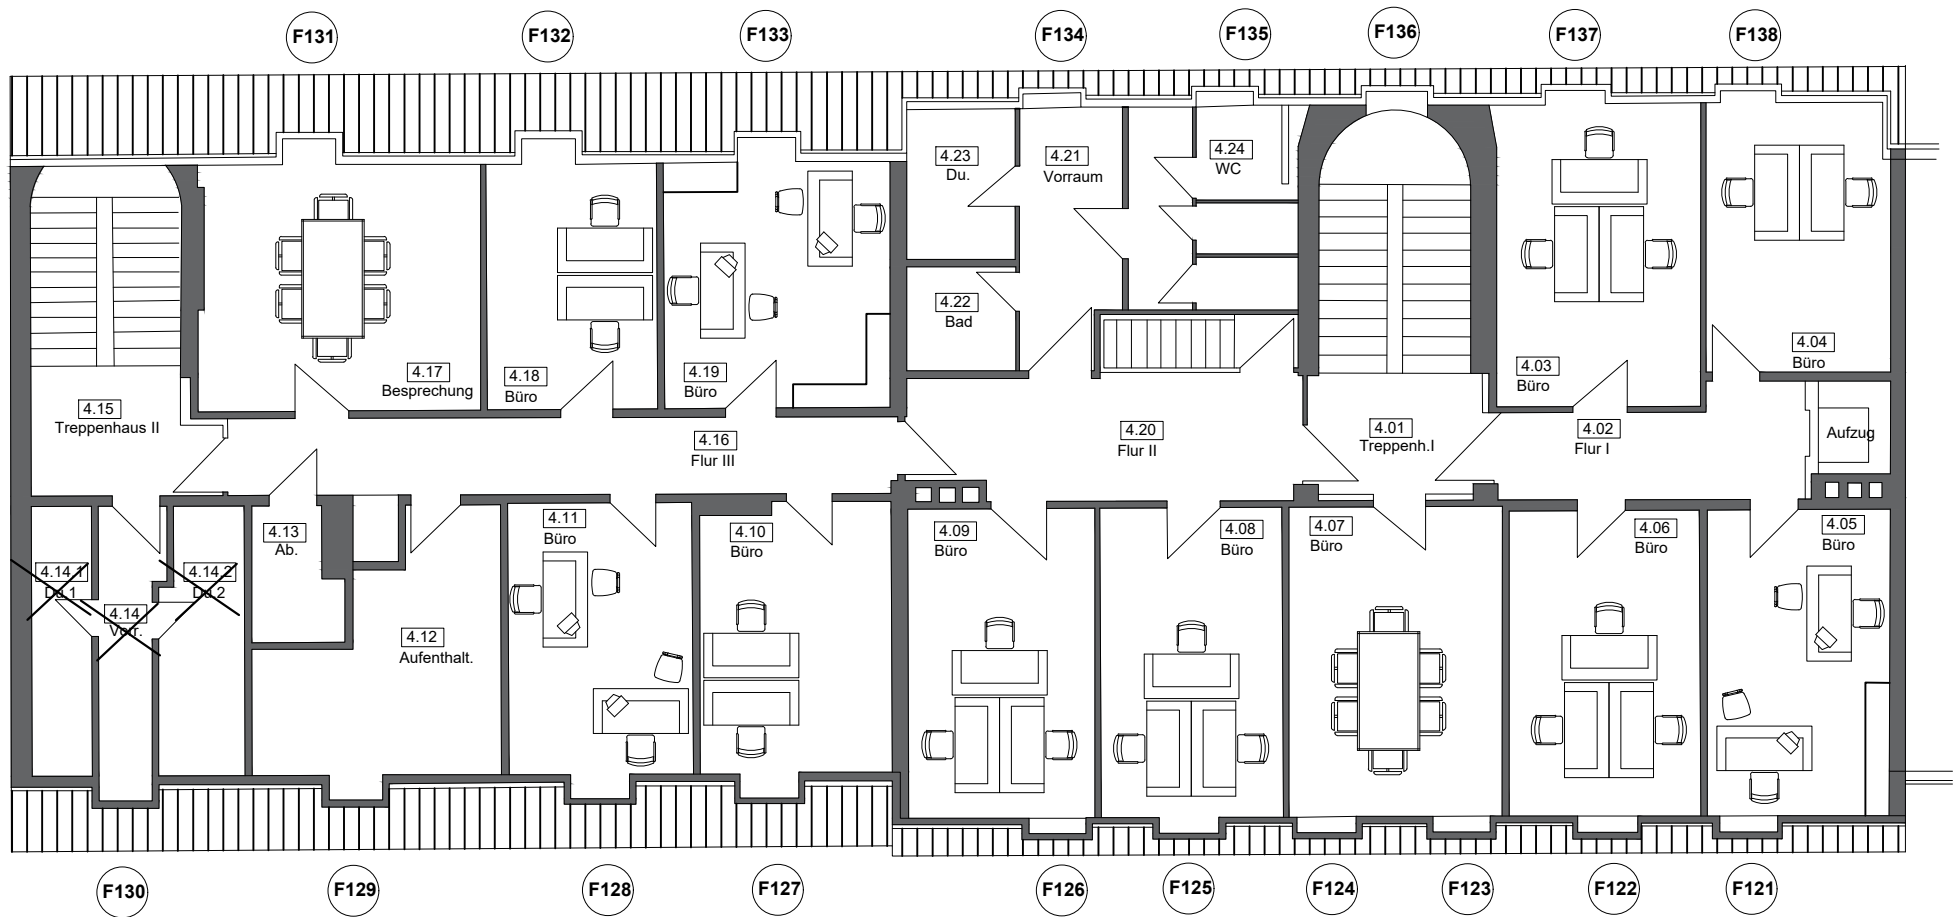 F131
F132
F133
F134
F135
F136
F137
F138
4.23
Du.
4.21
Vorraum
4.24
WC
4.22
Bad
4.17
Besprechung
4.18
Büro
4.19
Büro
4.03
Büro
4.04
Büro
4.15
Treppenhaus II
4.16
Flur III
4.20
Flur II
4.01
Treppenh.I
4.02
Flur I
Aufzug
4.13
Ab.
4.11
Büro
4.10
Büro
4.09
Büro
4.08
Büro
4.07
Büro
4.06
Büro
4.05
Büro
4.14.1
Du.1
4.14.2
Du.2
4.14
Vorr.
4.12
Aufenthalt.
F130
F129
F128
F127
F126
F125
F124
F123
F122
F121